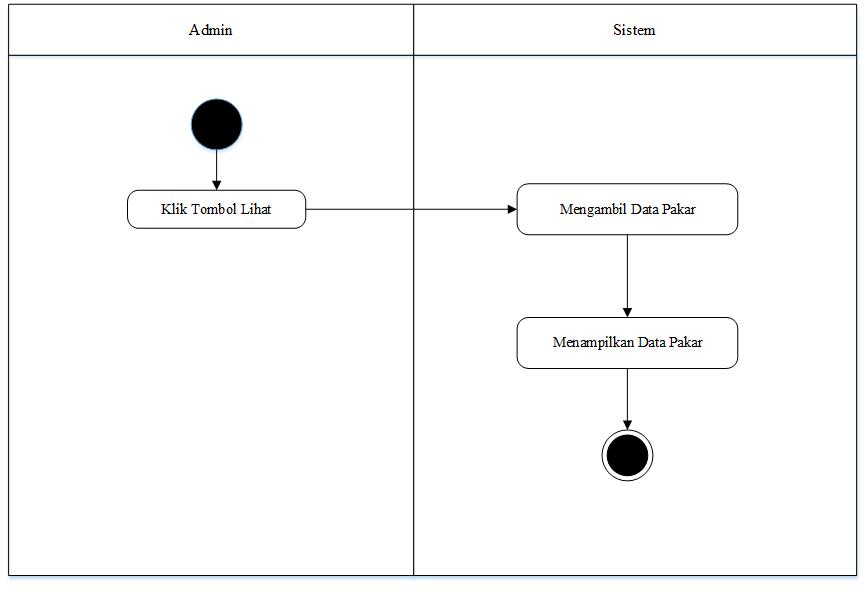 Admin
Sistem
Klik Tombol Lihat
Mengambil Data Pakar
Menampilkan Data Pakar